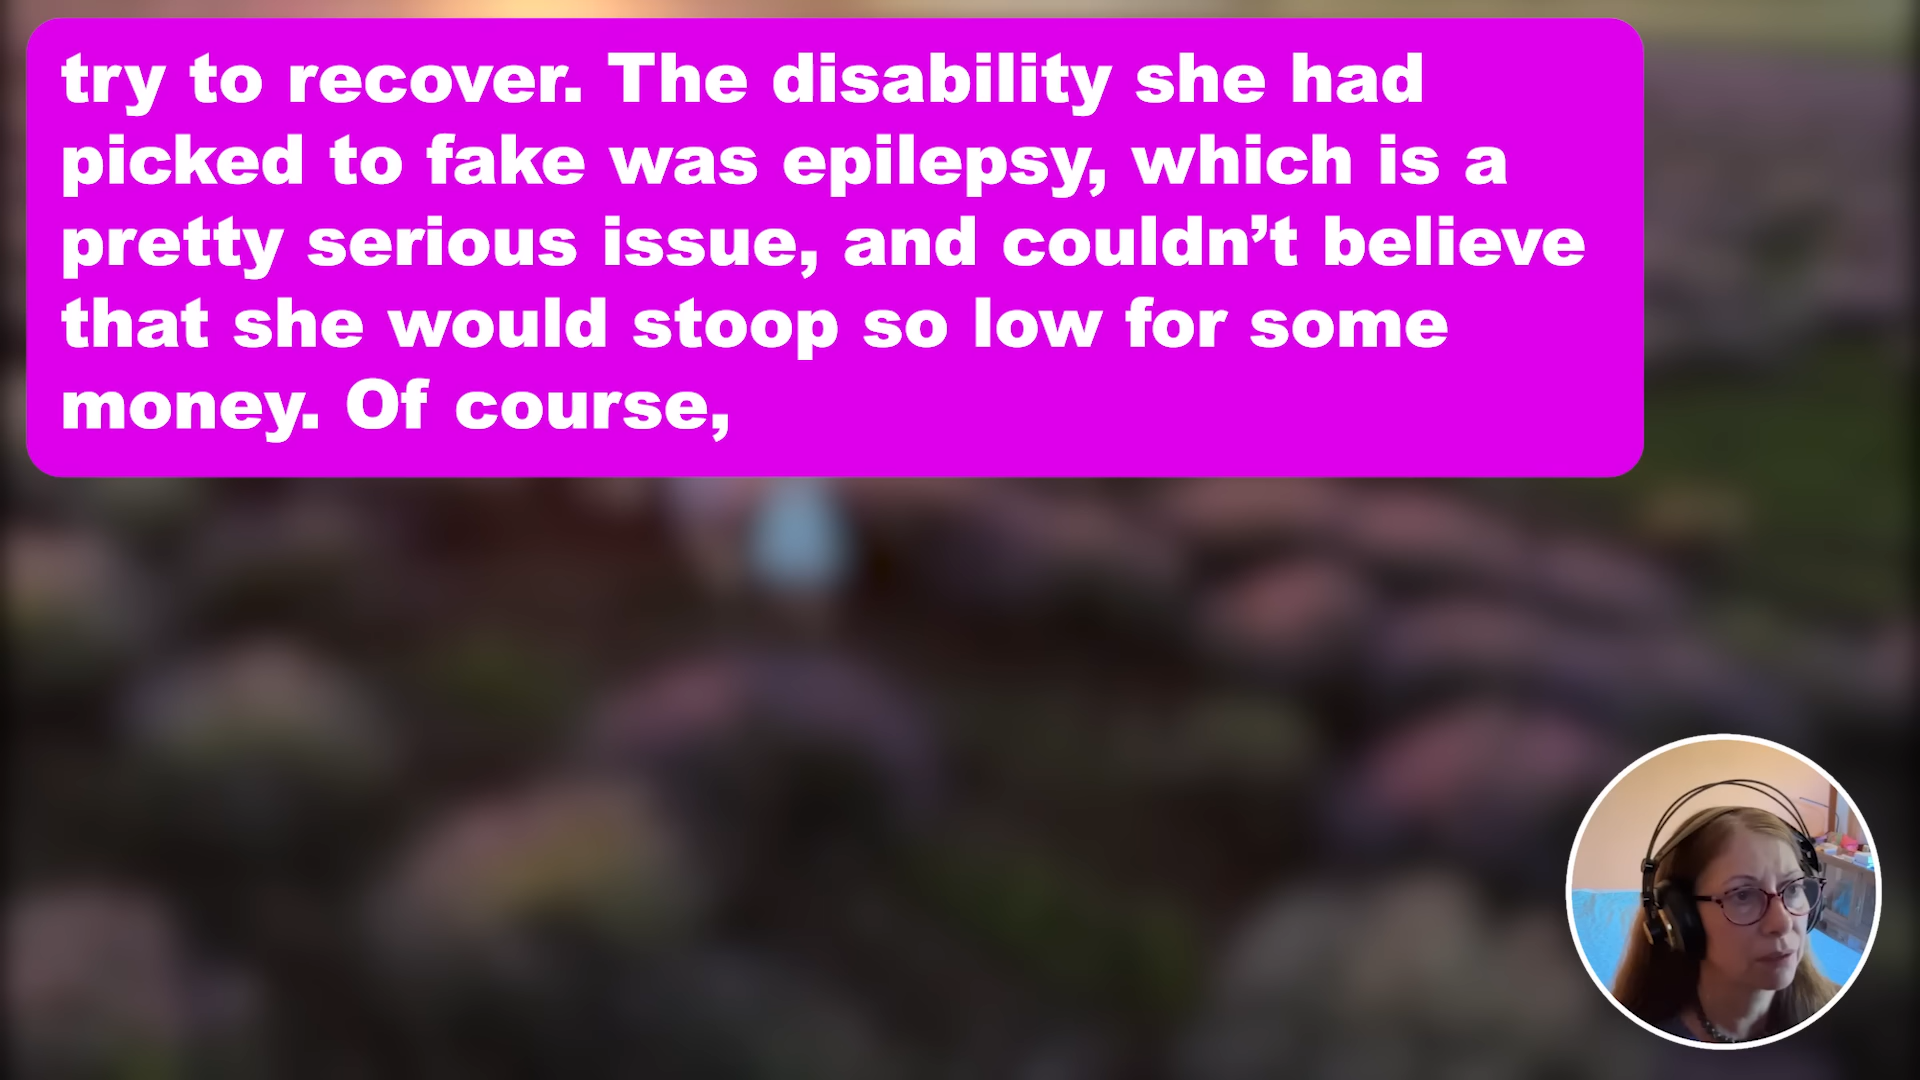 try to recover. The disability she had
picked to fake was epilepsy, which is a
pretty serious issue, and couldn’t believe
that she would stoop so low for some
money. Of course,